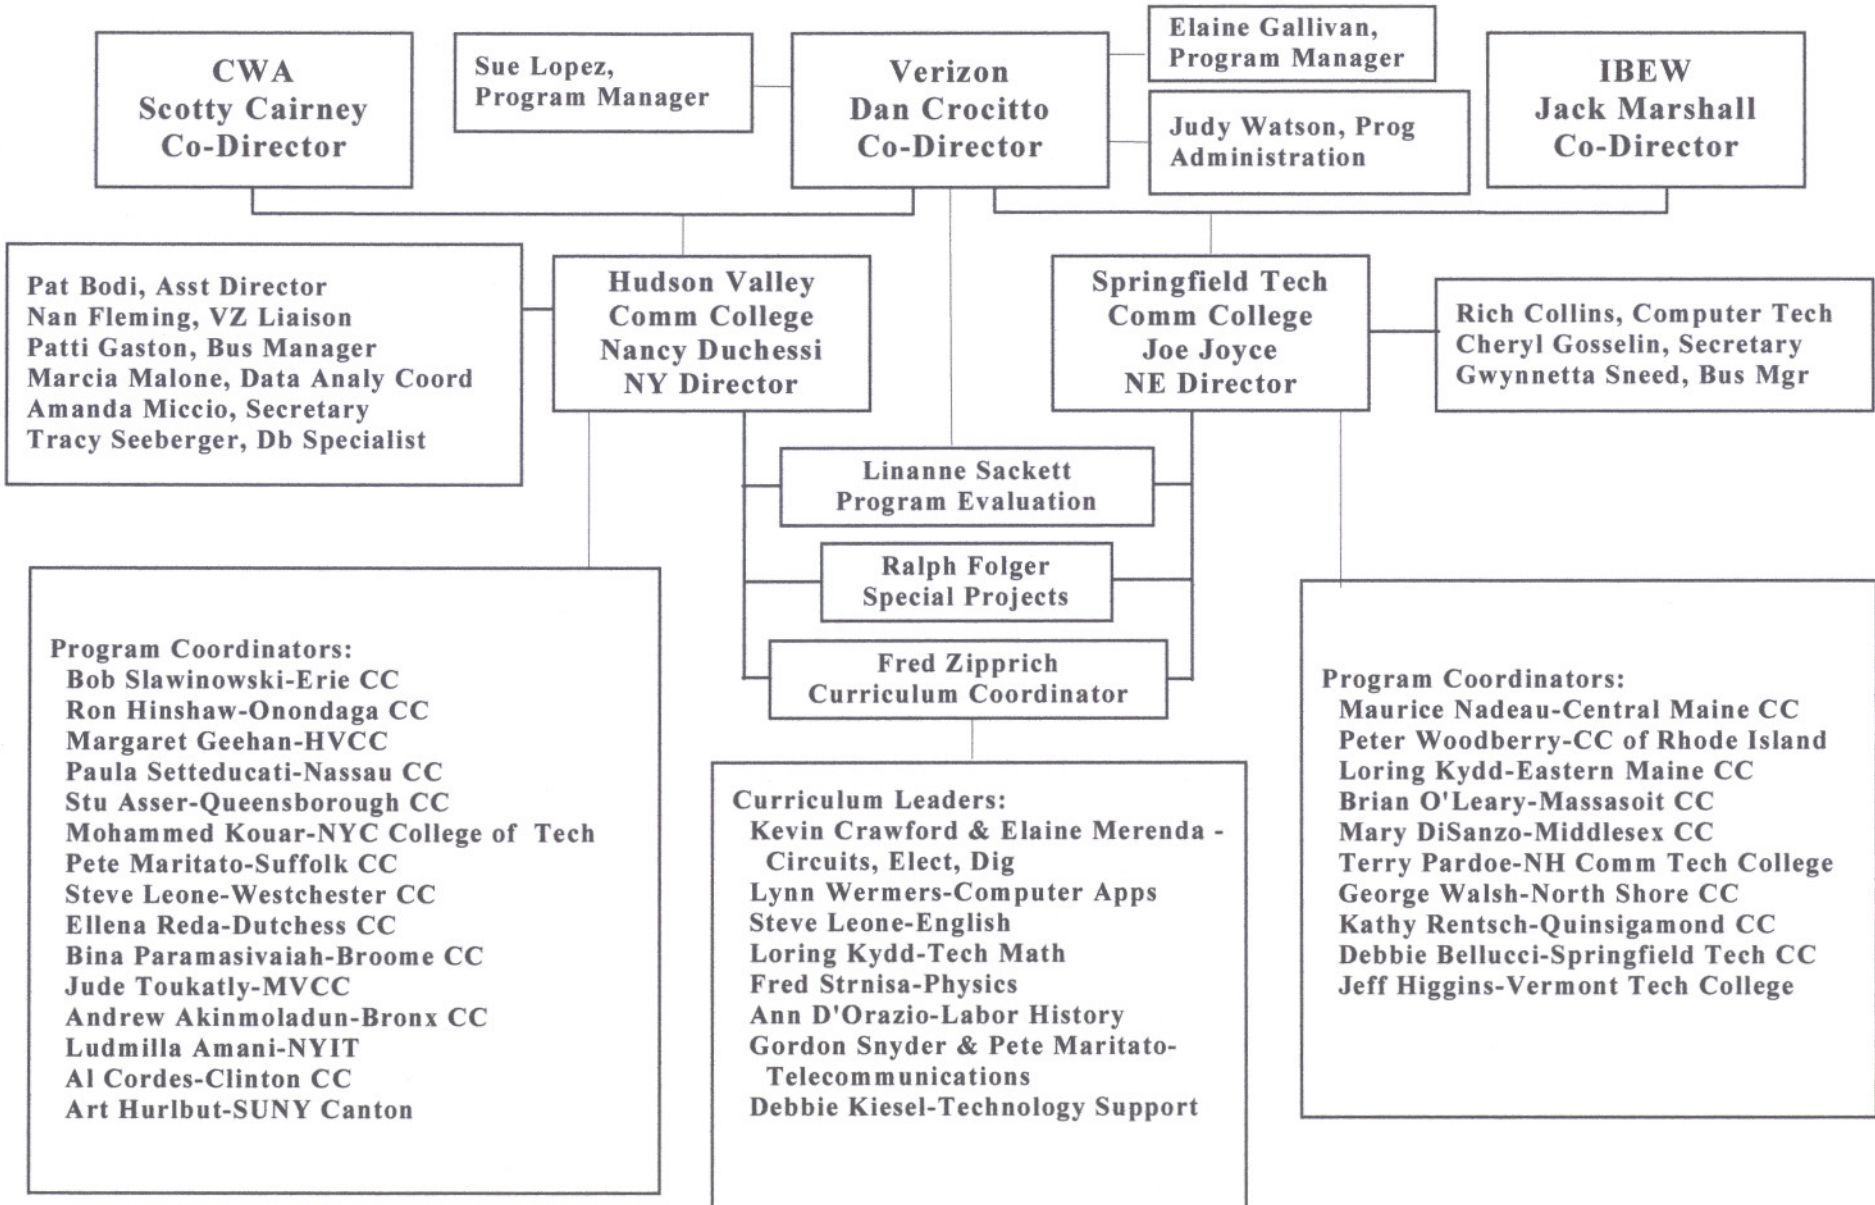 CWA
Scotty Cairney
Co-Director
Sue Lopez,
Program Manager
Verizon
Dan Crocitto
Co-Director
Elaine Gallivan,
Program Manager
Judy Watson, Prog
Administration
IBEW
Jack Marshall
Co-Director
Pat Bodi, Asst Director
Nan Fleming, VZ Liaison
Patti Gaston, Bus Manager
Marcia Malone, Data Analy Coord
Amanda Miccio, Secretary
Tracy Seeberger, Db Specialist
Hudson Valley
Comm College
Nancy Duchessi
NY Director
Springfield Tech
Comm College
Joe Joyce
NE Director
Rich Collins, Computer Tech
Cheryl Gosselin, Secretary
Gwynnetta Sneed, Bus Mgr
Linanne Sackett
Program Evaluation
Ralph Folger
Special Projects
Fred Zipprich
Curriculum Coordinator
Program Coordinators:
Bob Slawinowski-Erie CC
Ron Hinshaw-Onondaga CC
Margaret Geehan-HVCC
Paula Setteducati-Nassau CC
Stu Asser-Queensborough CC
Mohammed Kouar-NYC College of Tech
Pete Maritato-Suffolk CC
Steve Leone-Westchester CC
Ellena Reda-Dutchess CC
Bina Paramasivaiah-Broome CC
Jude Toukatly-MVCC
Andrew Akinmoladun-Bronx CC
Ludmilla Amani-NYIT
Al Cordes-Clinton CC
Art Hurlbut-SUNY Canton
Curriculum Leaders:
Kevin Crawford & Elaine Merenda -
Circuits, Elect, Dig
Lynn Wermers-Computer Apps
Steve Leone-English
Loring Kydd-Tech Math
Fred Strnisa-Physics
Ann D'Orazio-Labor History
Gordon Snyder & Pete Maritato-
Telecommunications
Debbie Kiesel-Technology Support
Program Coordinators:
Maurice Nadeau-Central Maine CC
Peter Woodberry-CC of Rhode Island
Loring Kydd-Eastern Maine CC
Brian O'Leary-Massasoit CC
Mary DiSanzo-Middlesex CC
Terry Pardoe-NH Comm Tech College
George Walsh-North Shore CC
Kathy Rentsch-Quinsigamond CC
Debbie Bellucci-Springfield Tech CC
Jeff Higgins-Vermont Tech College